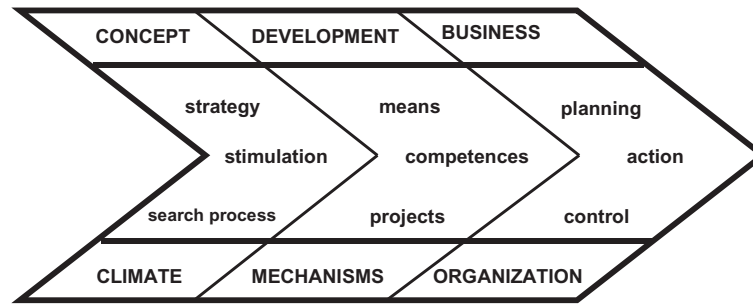 CONCEPT DEVELOPMENT BUSINESS
strategy means planning
stimulation competences action
search process projects control
CLIMATE MECHANISMS ORGANIZATION